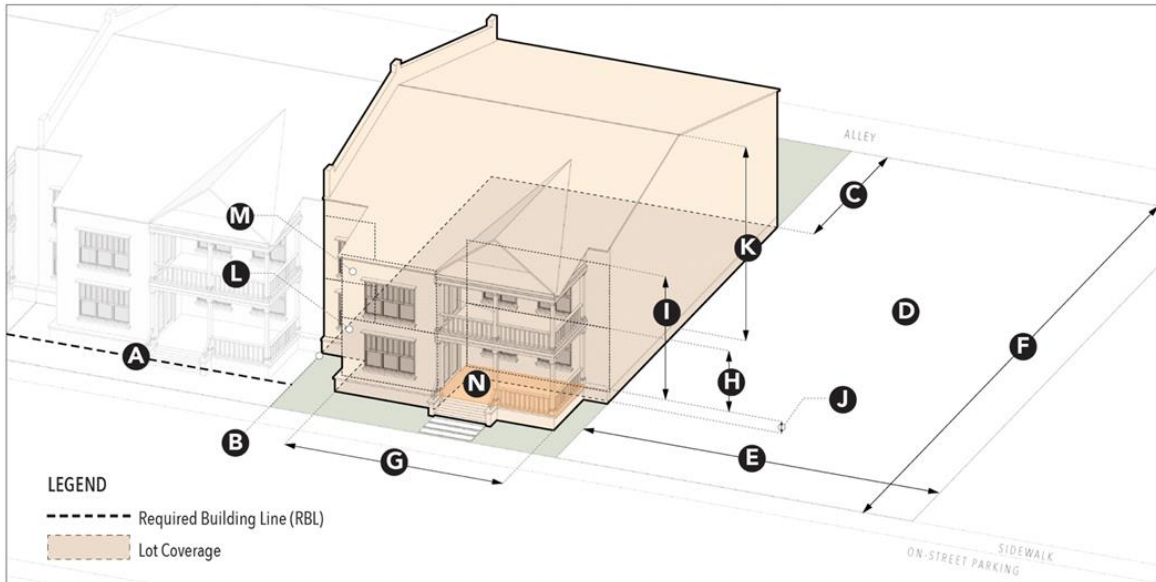 ALLEY
C
M
K
L
I
D
F
A
H
N
J
B
E
G
LEGEND
Required Building Line (RBL)
Lot Coverage
SIDEWALK
ON-STREET PARKING